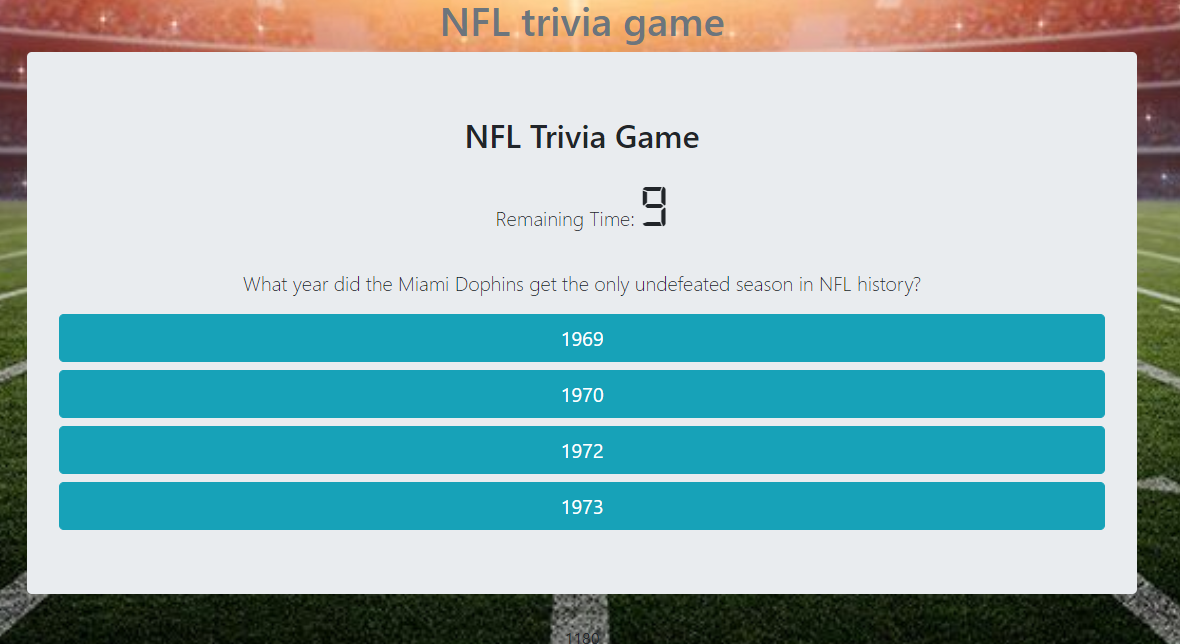 NFL trivia game
NFL Trivia Game
Remaining Time: 9
What year did the Miami Dophins get the only undefeated season in NFL history?
1969
1970
1972
1973
1180